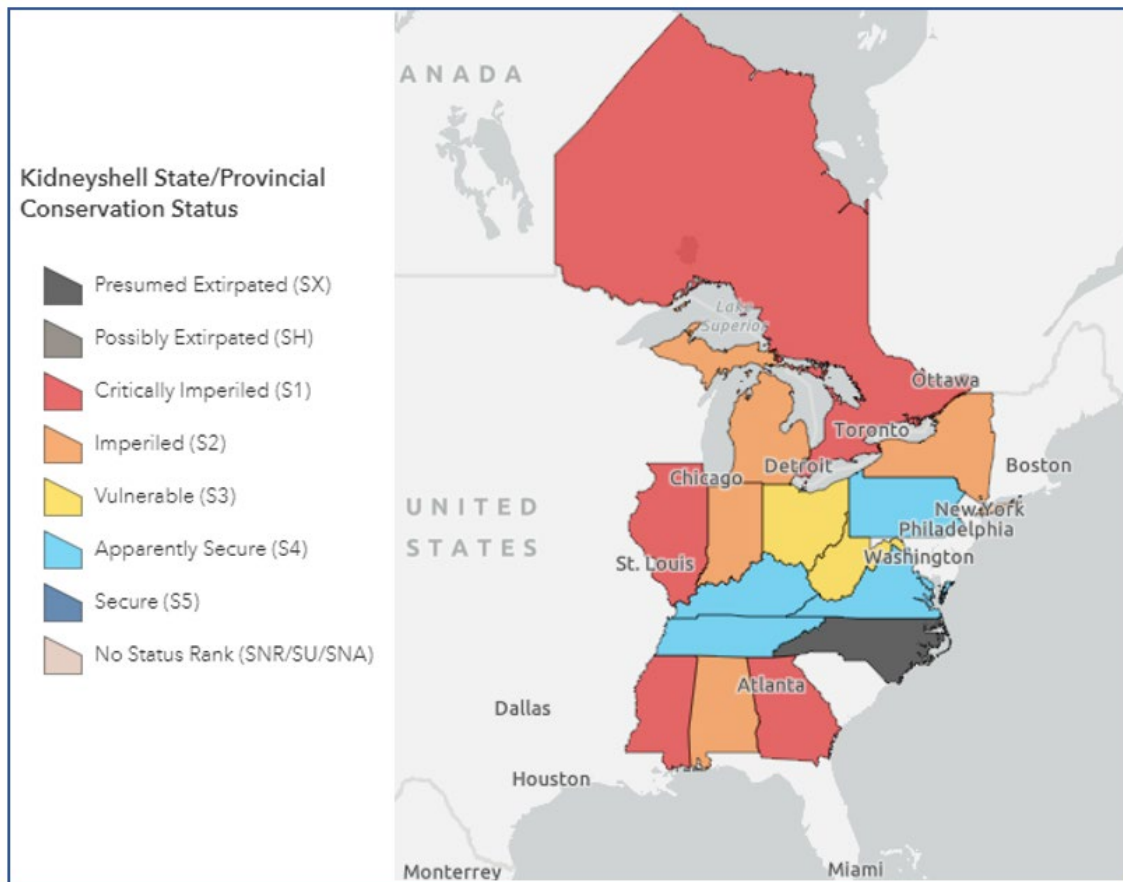 Kidneyshell State/Provincial
Conservation Status
Presumed Extirpated (SX)
Possibly Extirpated (SH)
Critically Imperiled (S1)
Imperiled (S2)
Vulnerable (S3)
Apparently Secure (S4)
Secure (S5)
No Status Rank (SNR/SU/SNA)
ANADA
Lake
Superior
Ottawa
Toronto
Chicago
Detroit
Boston
UNITED
STATES
New York
Philadelphia
St. Louis
Washington
Atlanta
Dallas
Houston
Monterrey
Miami